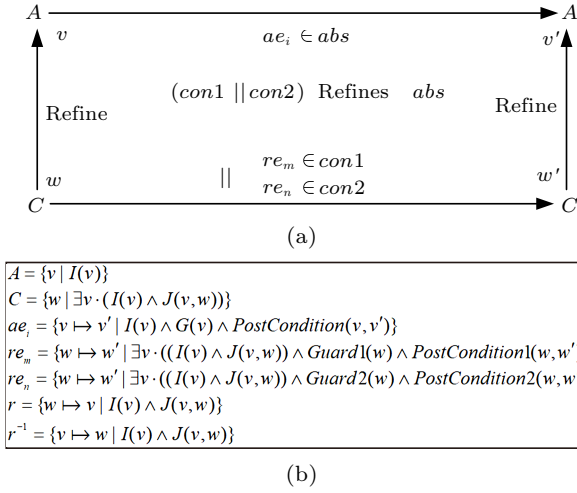 A A
v ae_i ∈ abs v'
(con1 || con2) Refines abs
Refine Refine
w || re_m ∈ con1 w'
re_n ∈ con2
C C
(a)
A = {v | I(v)}
C = {w | ∃v · (I(v) ∧ J(v,w))}
ae_i = {v ↦ v' | I(v) ∧ G(v) ∧ PostCondition(v,v')}
re_m = {w ↦ w' | ∃v · ((I(v) ∧ J(v,w)) ∧ Guard1(w) ∧ PostCondition1(w,w')
re_n = {w ↦ w' | ∃v · ((I(v) ∧ J(v,w)) ∧ Guard2(w) ∧ PostCondition2(w,w
r = {w ↦ v | I(v) ∧ J(v,w)}
r⁻¹ = {v ↦ w | I(v) ∧ J(v,w)}
(b)